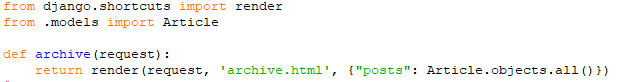 from django.shortcuts import render
from .models import Article
def archive(request):
    return render(request, 'archive.html', {"posts": Article.objects.all()})